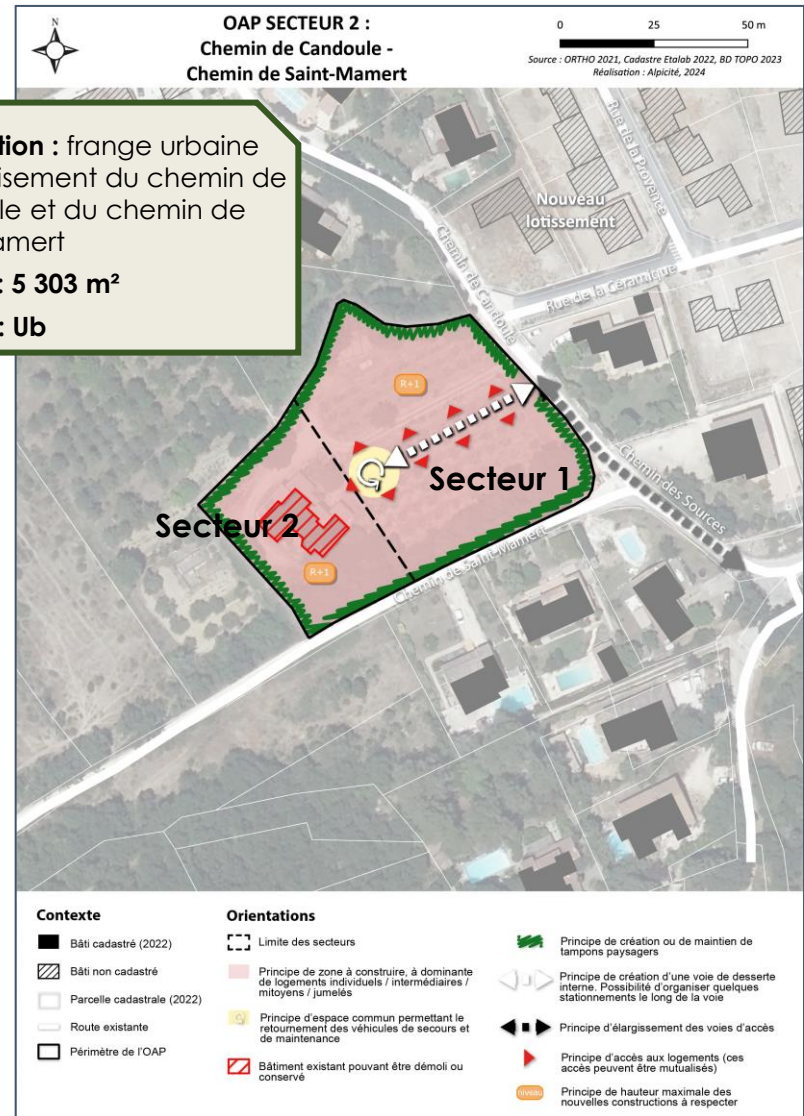 N
OAP SECTEUR 2 :
Chemin de Candoule -
Chemin de Saint-Mamert
0 25 50 m
Source : ORTHO 2021, Cadastre Etalab 2022, BD TOPO 2023
Réalisation : Alpicité, 2024
tion : frange urbaine
isement du chemin de
le et du chemin de
amert
: 5 303 m²
: Ub
Rue de la Provence
Nouveau
lotissement
Chemin de Candoule
Rue de la Céramique
R+1
Secteur 1
Chemin des Sources
Secteur 2
R+1
Chemin de Saint-Mamert
Contexte
Bâti cadastré (2022)
Bâti non cadastré
Parcelle cadastrale (2022)
Route existante
Périmètre de l'OAP
Orientations
Limite des secteurs
Principe de zone à construire, à dominante
de logements individuels / intermédiaires /
mitoyens / jumelés
Principe d'espace commun permettant le
retournement des véhicules de secours et
de maintenance
Bâtiment existant pouvant être démoli ou
conservé
Principe de création ou de maintien de
tampons paysagers
Principe de création d'une voie de desserte
interne. Possibilité d'organiser quelques
stationnements le long de la voie
Principe d'élargissement des voies d'accès
Principe d'accès aux logements (ces
accès peuvent être mutualisés)
niveau
Principe de hauteur maximale des
nouvelles constructions à respecter